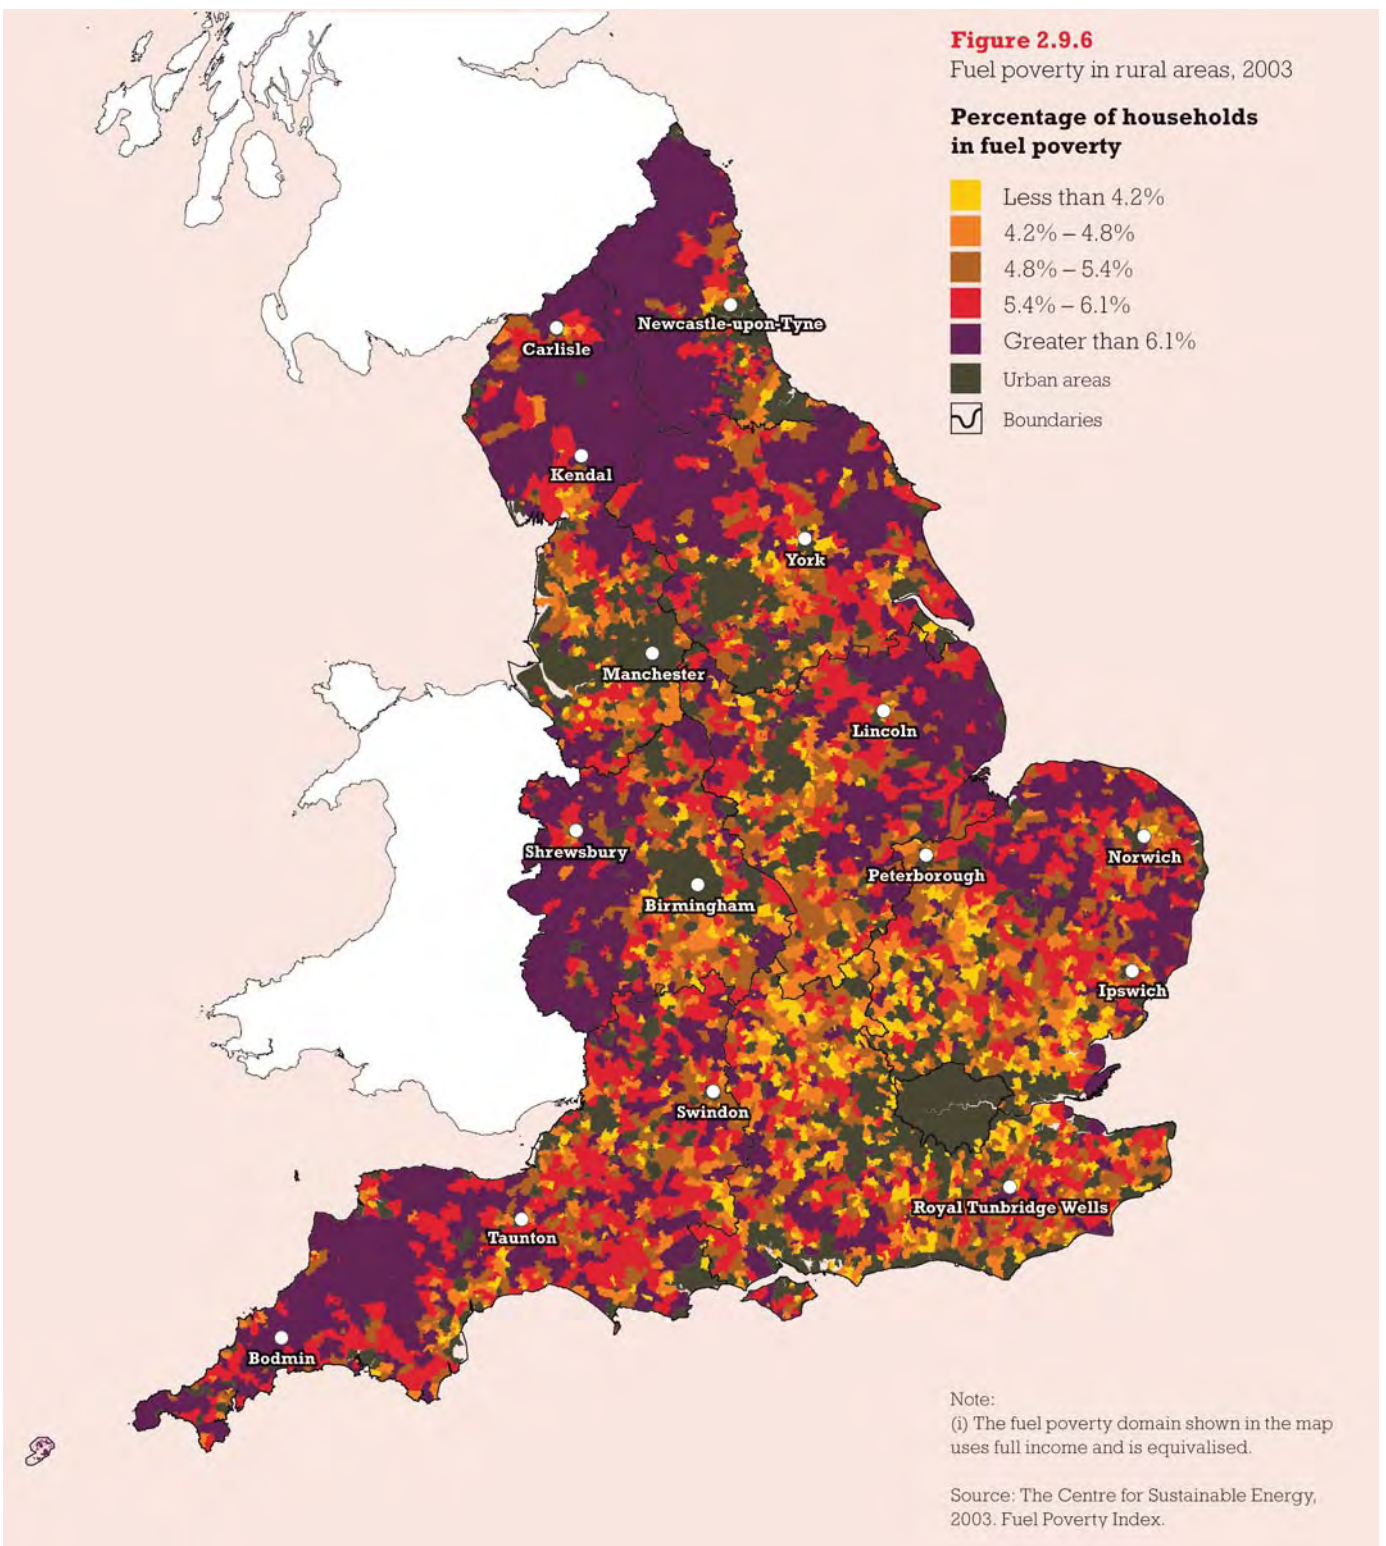 Figure 2.9.6
Fuel poverty in rural areas, 2003
Percentage of households
in fuel poverty
Less than 4.2%
4.2% – 4.8%
4.8% – 5.4%
5.4% – 6.1%
Greater than 6.1%
Urban areas
Boundaries
Newcastle-upon-Tyne
Carlisle
Kendal
York
Manchester
Lincoln
Shrewsbury
Norwich
Peterborough
Birmingham
Ipswich
Swindon
Royal Tunbridge Wells
Taunton
Bodmin
Note:
(i) The fuel poverty domain shown in the map
uses full income and is equivalised.
Source: The Centre for Sustainable Energy,
2003. Fuel Poverty Index.